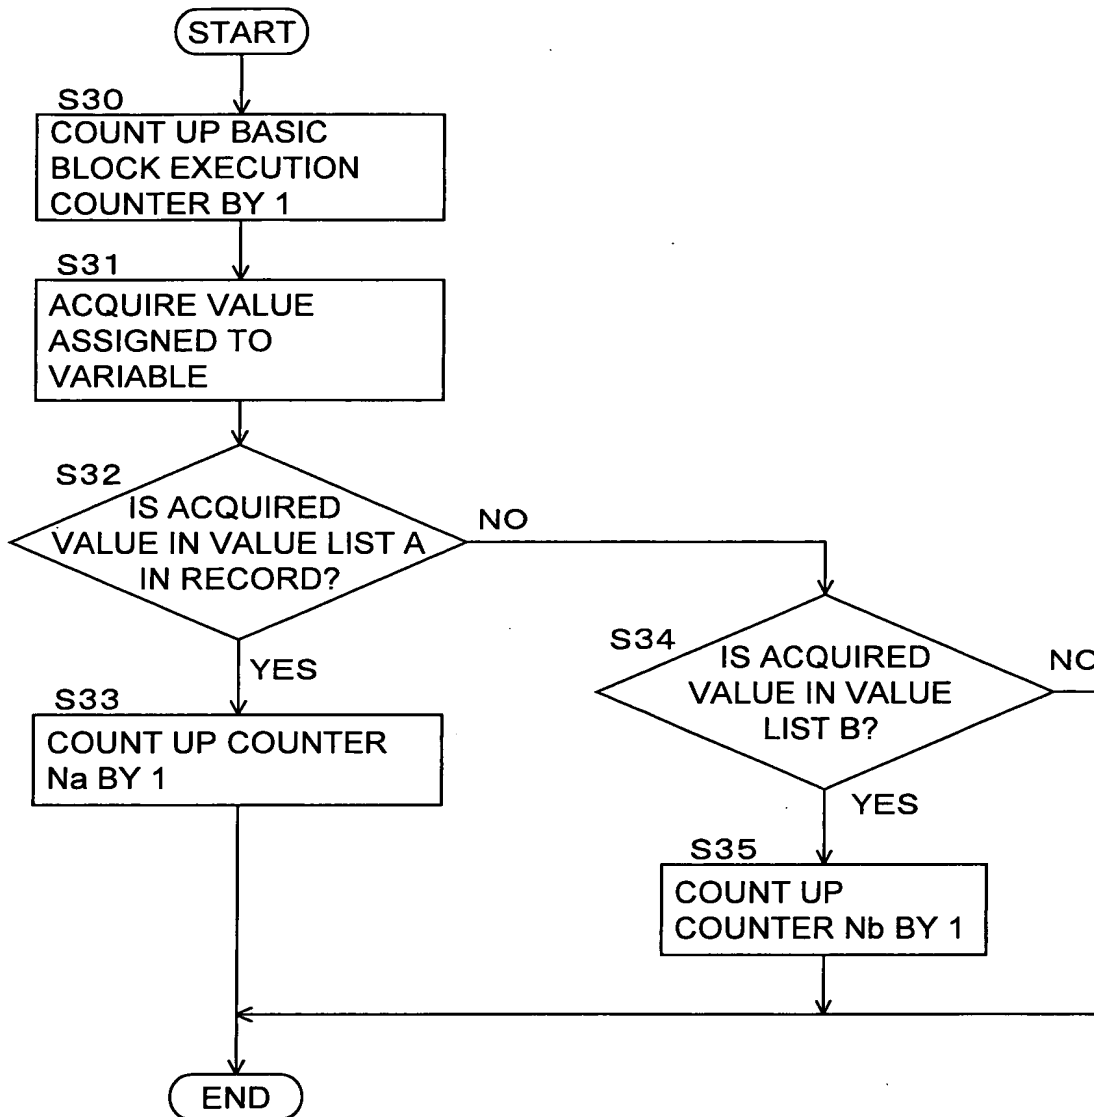 START
S30
COUNT UP BASIC
BLOCK EXECUTION
COUNTER BY 1
S31
ACQUIRE VALUE
ASSIGNED TO
VARIABLE
S32
IS ACQUIRED
VALUE IN VALUE LIST A
IN RECORD?
NO
YES
S33
COUNT UP COUNTER
Na BY 1
S34
IS ACQUIRED
VALUE IN VALUE
LIST B?
NO
YES
S35
COUNT UP
COUNTER Nb BY 1
END